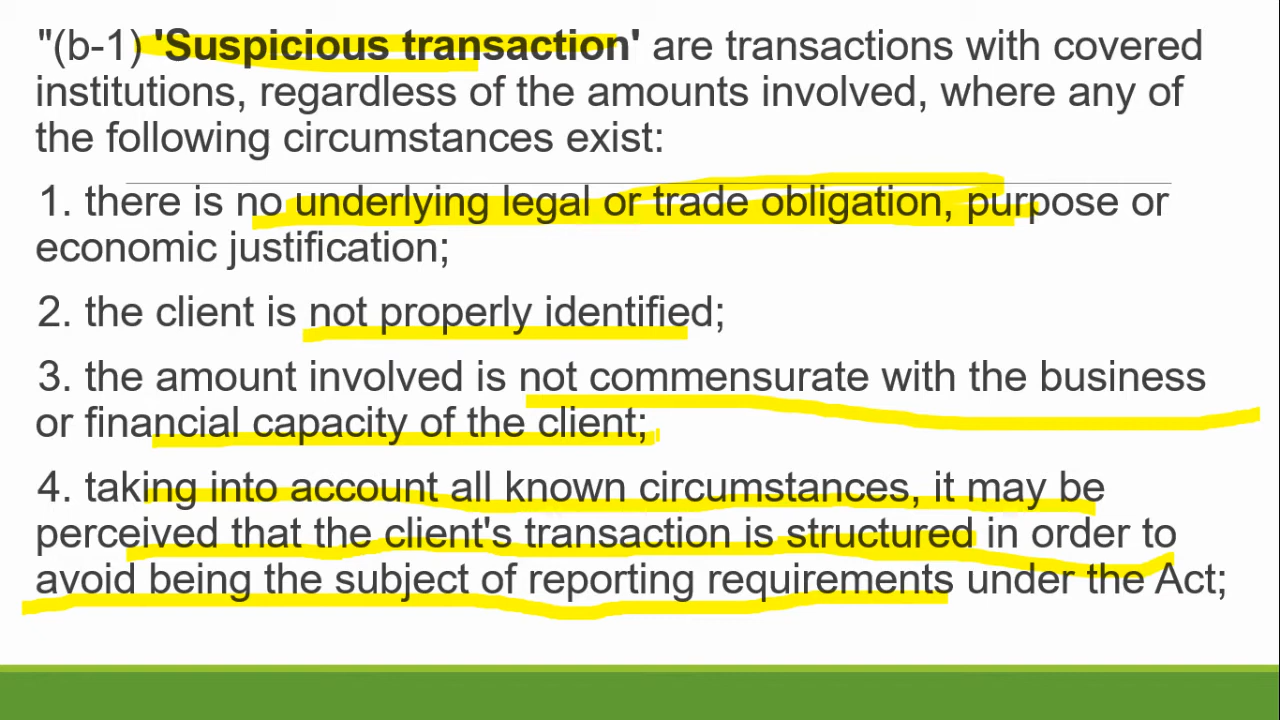 "(b-1) 'Suspicious transaction' are transactions with covered
institutions, regardless of the amounts involved, where any of
the following circumstances exist:
1. there is no underlying legal or trade obligation, purpose or
economic justification;
2. the client is not properly identified;
3. the amount involved is not commensurate with the business
or financial capacity of the client;
4. taking into account all known circumstances, it may be
perceived that the client's transaction is structured in order to
avoid being the subject of reporting requirements under the Act;